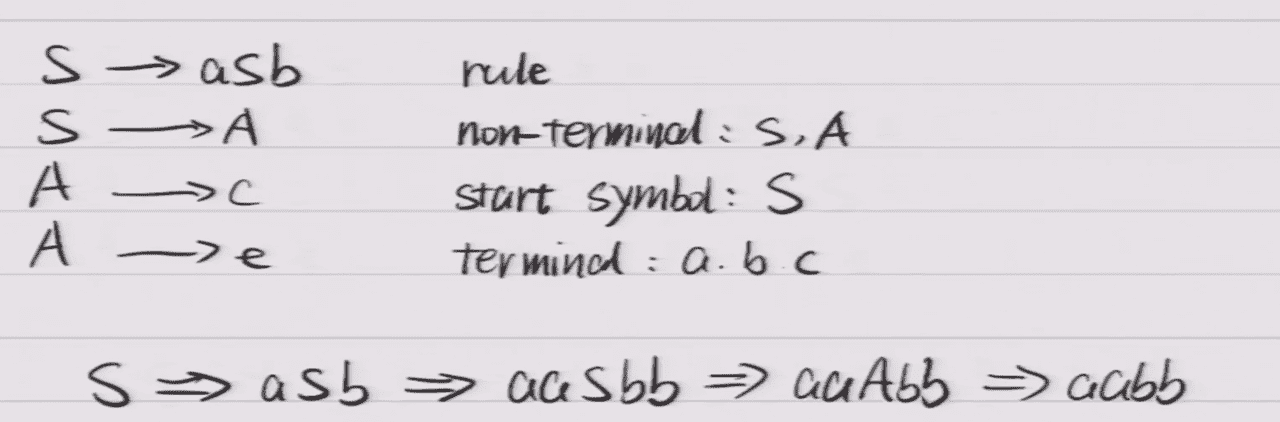 S → aSb rule
S → A non-terminal : S, A
A → c start symbol : S
A → e terminal : a. b c
S ⇒ aSb ⇒ aaSbb ⇒ aaAbb ⇒ aabb